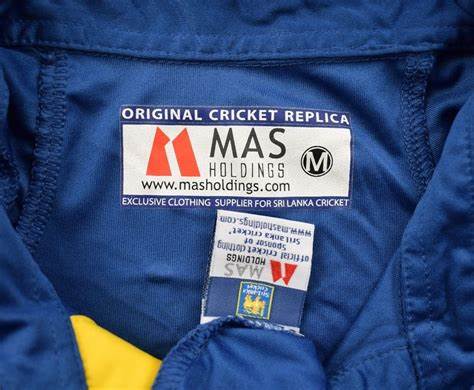 ORIGINAL CRICKET REPLICA
MAS
HOLDINGS
M
www.masholdings.com
EXCLUSIVE CLOTHING SUPPLIER FOR SRI LANKA CRICKET
official cricket clothing
Sponsor of
Sri Lanka cricket
www.masholdings.com
MAS
HOLDINGS